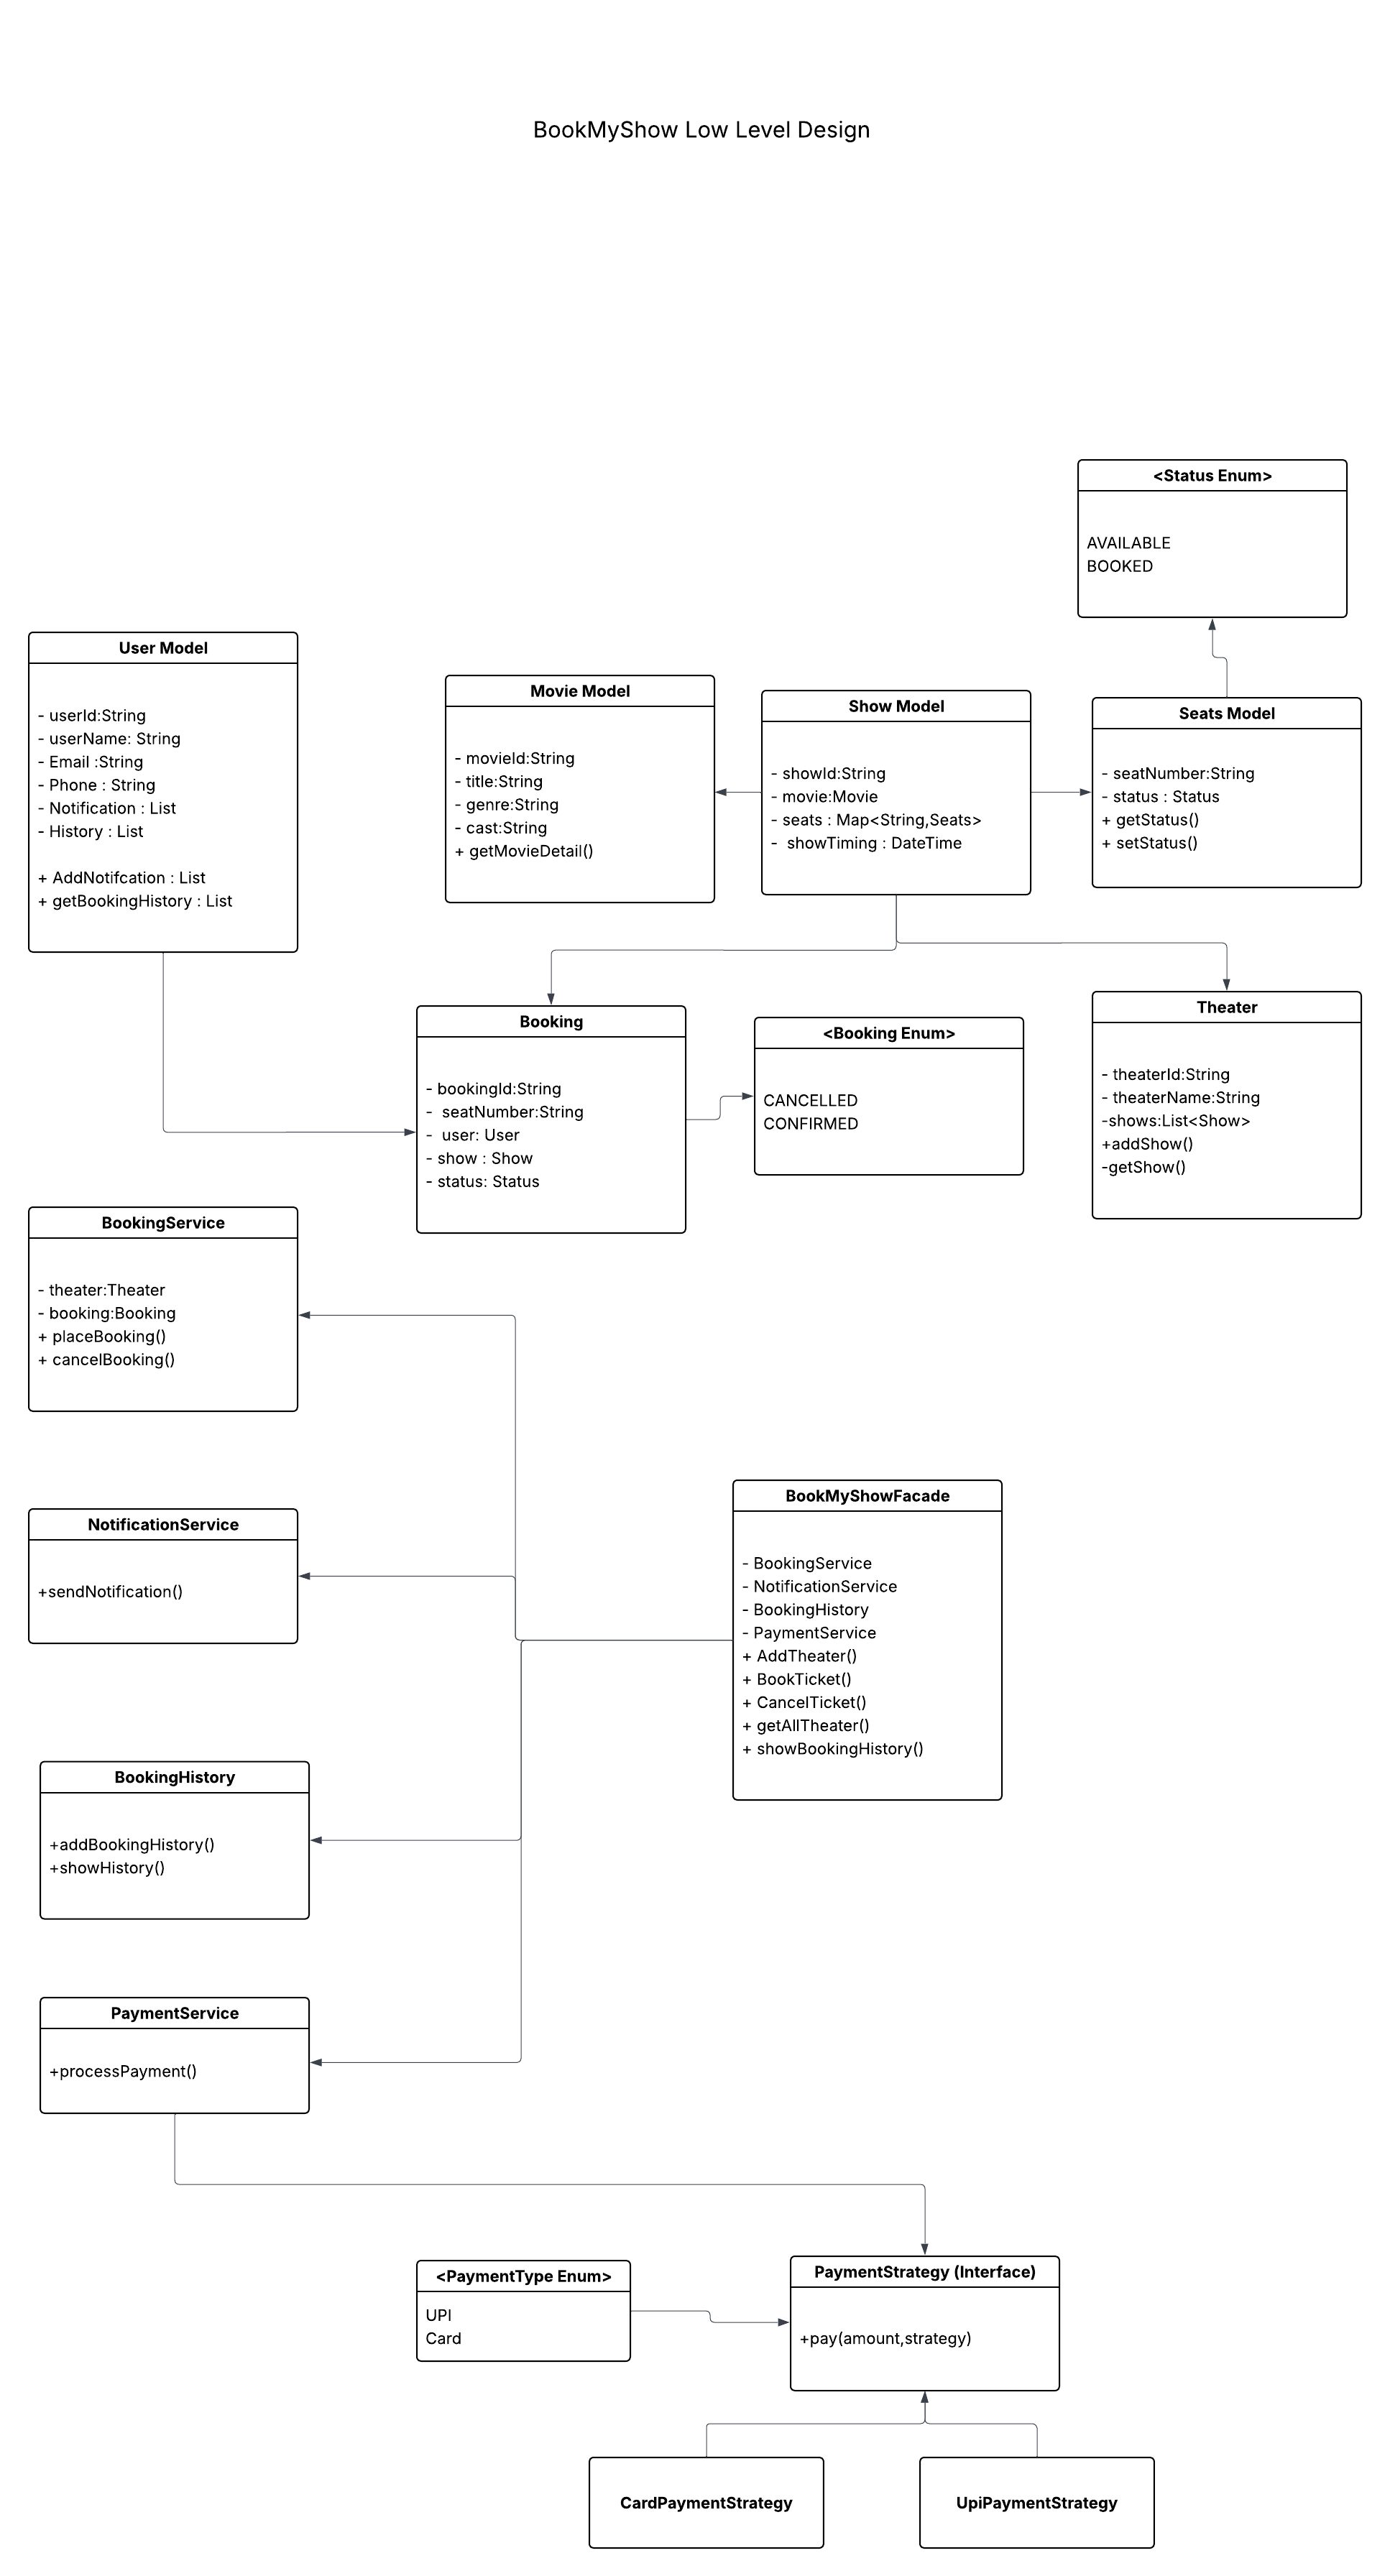 BookMyShow Low Level Design
<Status Enum>
AVAILABLE
BOOKED
User Model
- userId:String
- userName: String
- Email :String
- Phone : String
- Notification : List
- History : List
+ AddNotifcation : List
+ getBookingHistory : List
Movie Model
- movieId:String
- title:String
- genre:String
- cast:String
+ getMovieDetail()
Show Model
- showId:String
- movie:Movie
- seats : Map<String,Seats>
-  showTiming : DateTime
Seats Model
- seatNumber:String
- status : Status
+ getStatus()
+ setStatus()
Booking
- bookingId:String
-  seatNumber:String
-  user: User
- show : Show
- status: Status
<Booking Enum>
CANCELLED
CONFIRMED
Theater
- theaterId:String
- theaterName:String
-shows:List<Show>
+addShow()
-getShow()
BookingService
- theater:Theater
- booking:Booking
+ placeBooking()
+ cancelBooking()
NotificationService
+sendNotification()
BookMyShowFacade
- BookingService
- NotificationService
- BookingHistory
- PaymentService
+ AddTheater()
+ BookTicket()
+ CancelTicket()
+ getAllTheater()
+ showBookingHistory()
BookingHistory
+addBookingHistory()
+showHistory()
PaymentService
+processPayment()
<PaymentType Enum>
UPI
Card
PaymentStrategy (Interface)
+pay(amount,strategy)
CardPaymentStrategy
UpiPaymentStrategy